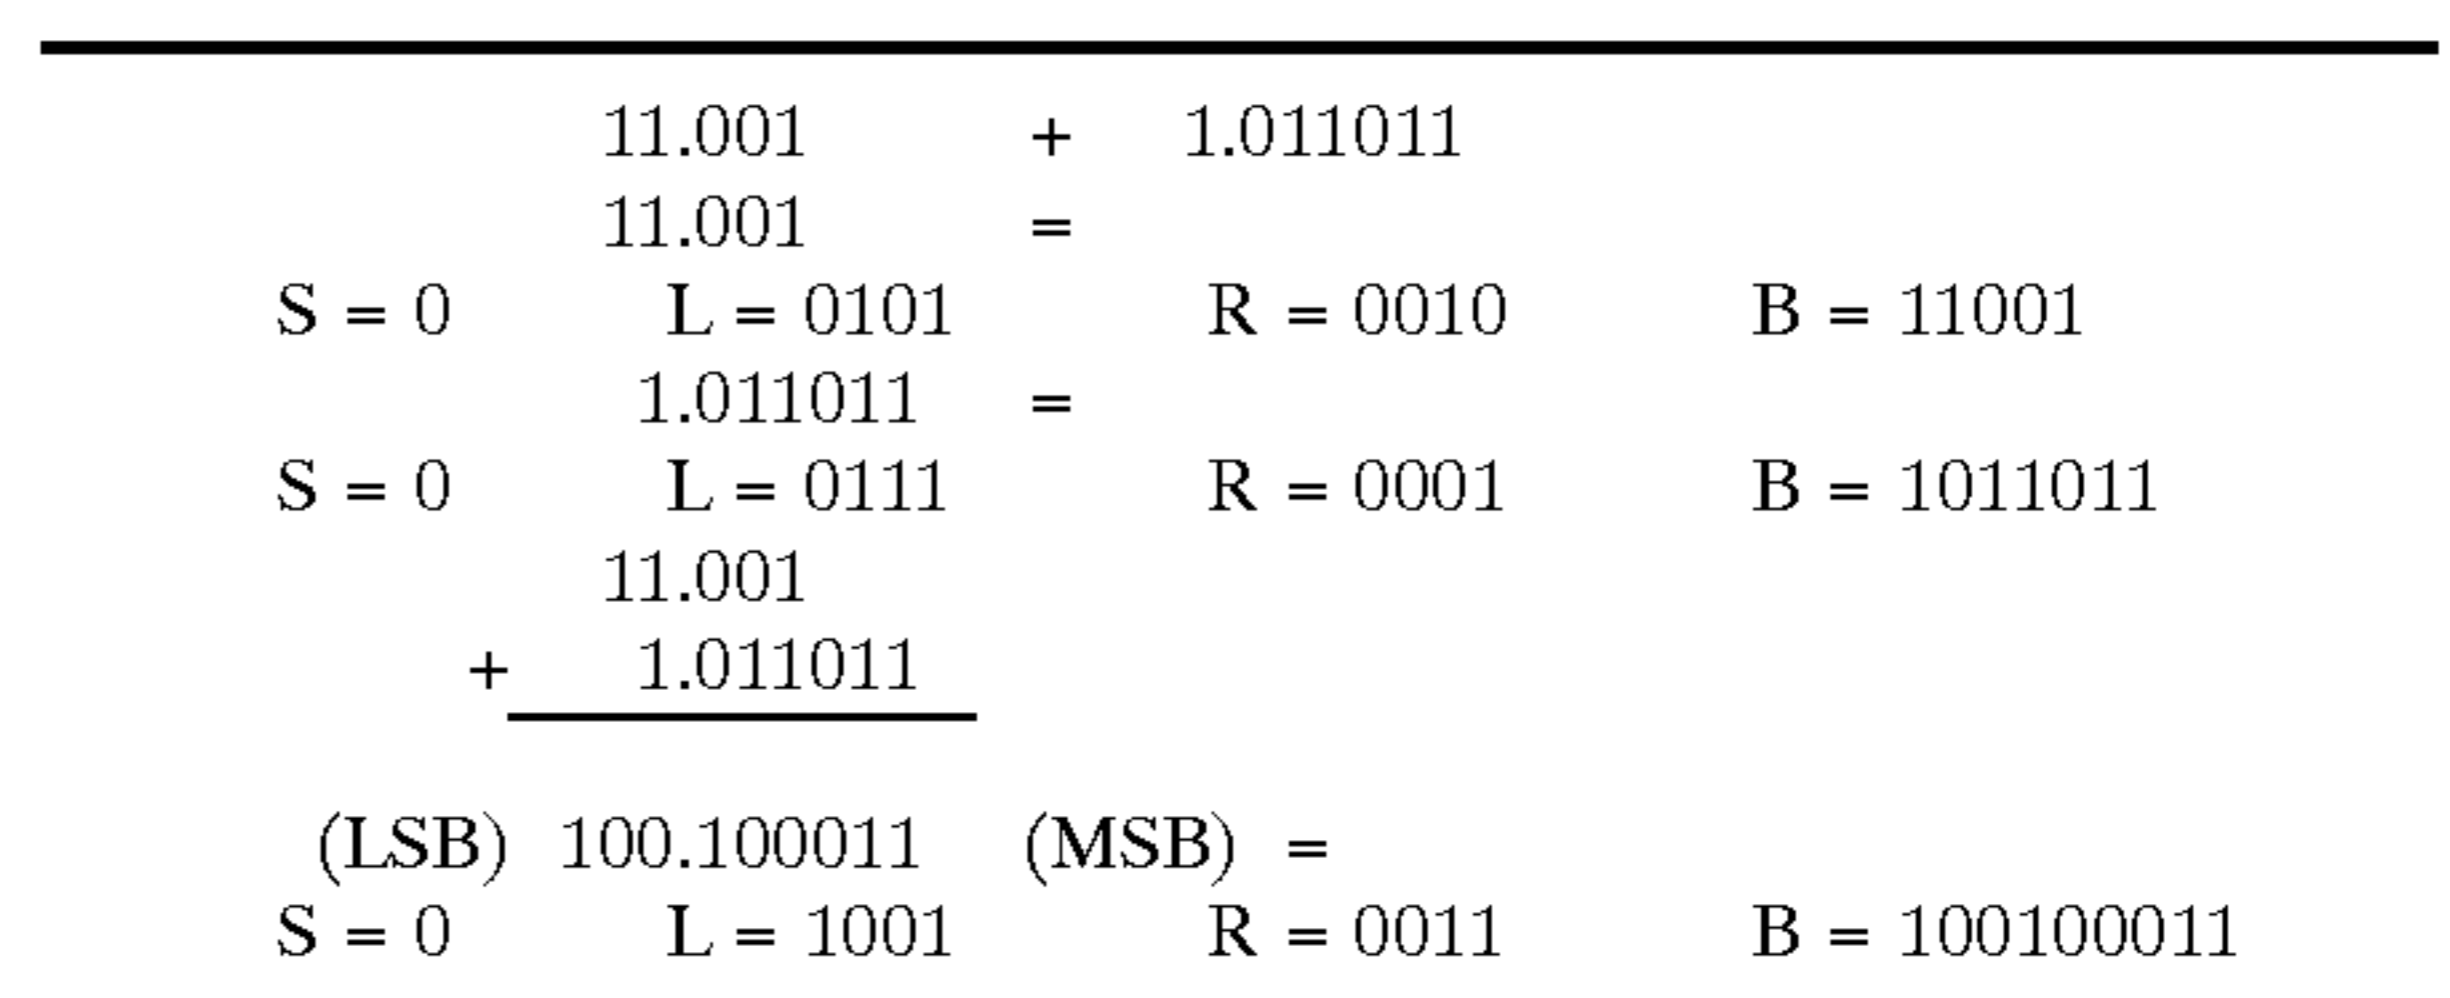 11.001 + 1.011011
11.001 =
S = 0 L = 0101 R = 0010 B = 11001
1.011011 =
S = 0 L = 0111 R = 0001 B = 1011011
11.001
+ 1.011011
(LSB) 100.100011 (MSB) =
S = 0 L = 1001 R = 0011 B = 100100011